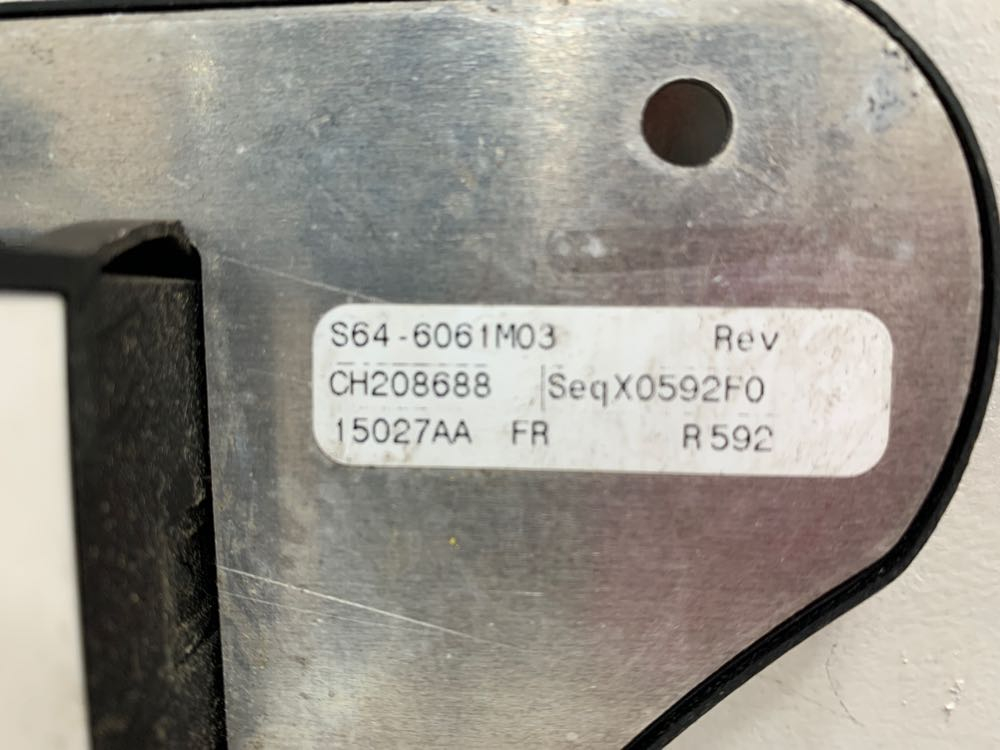 S64-6061M03 Rev
CH208688 SeqX0592F0
15027AA FR R592